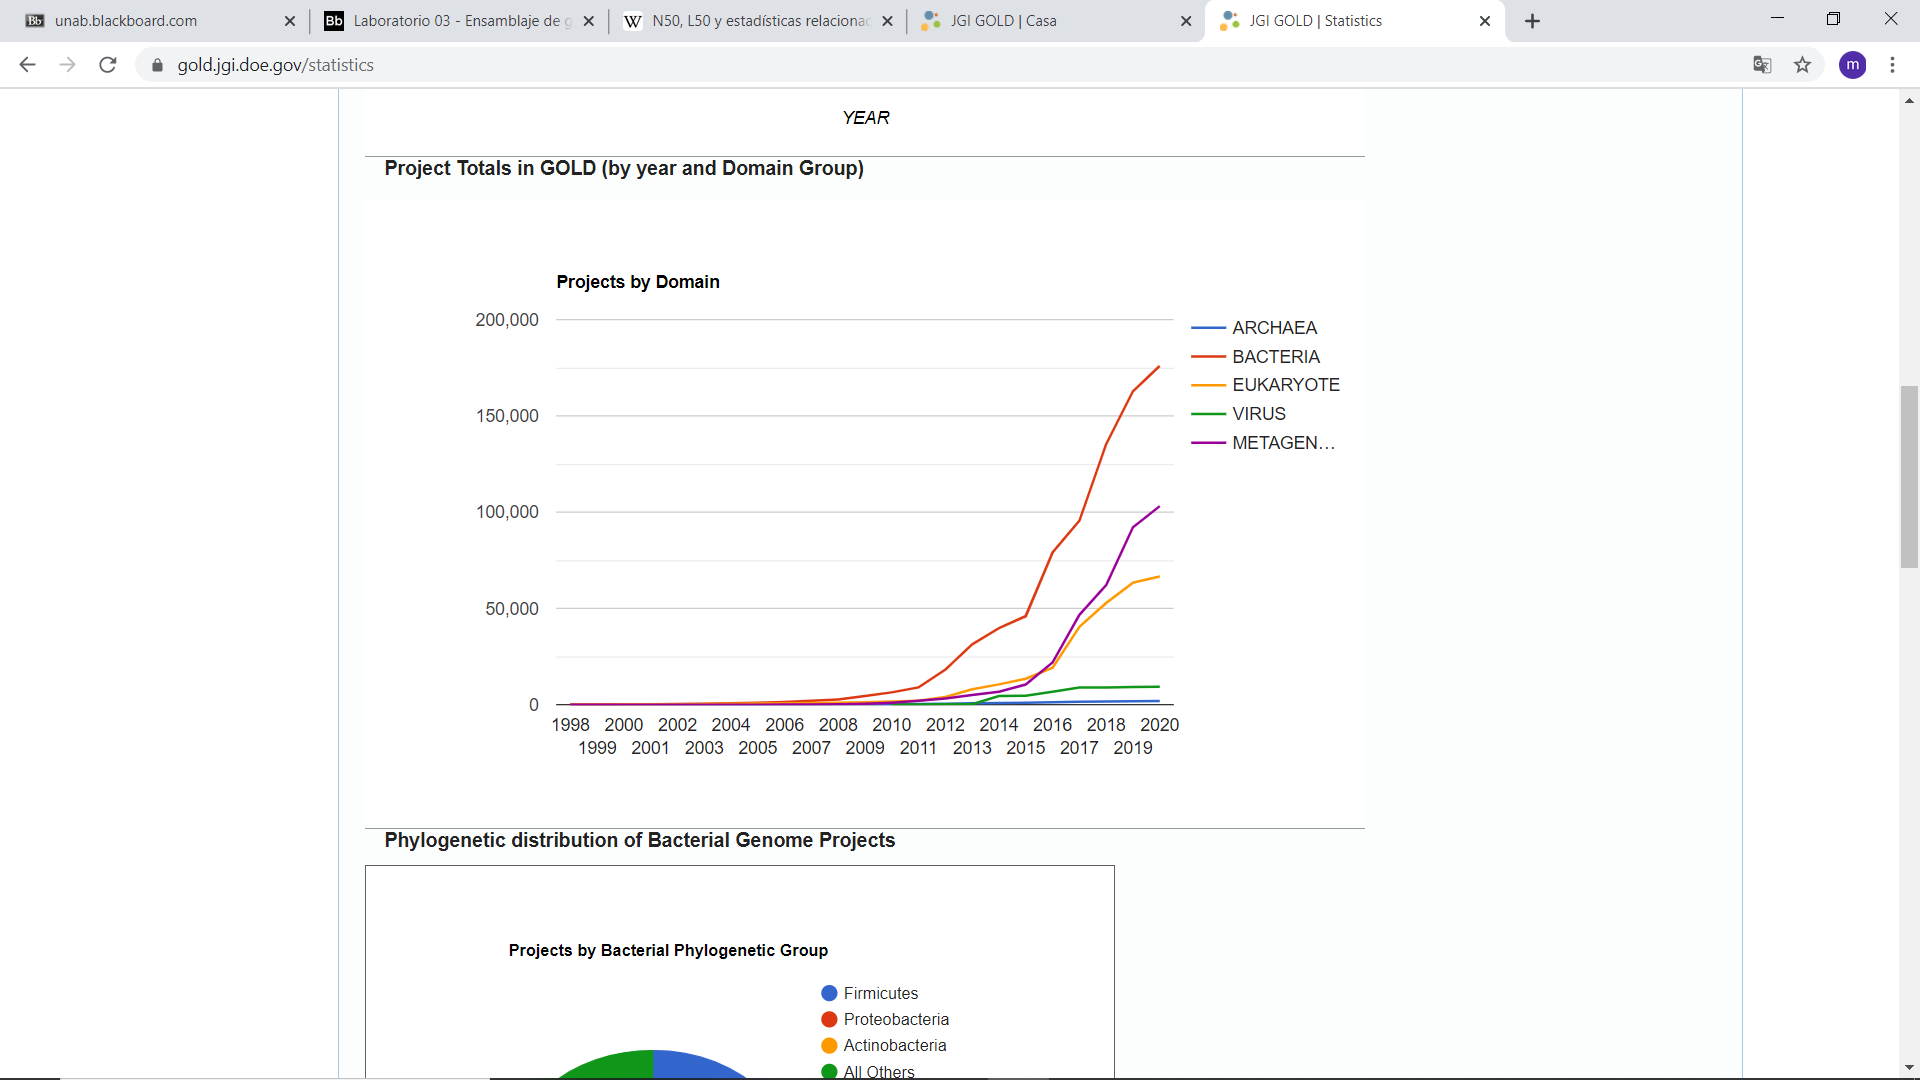 unab.blackboard.com
Laboratorio 03 - Ensamblaje de g
N50, L50 y estadísticas relaciona
JGI GOLD | Casa
JGI GOLD | Statistics
gold.jgi.doe.gov/statistics
m
YEAR
Project Totals in GOLD (by year and Domain Group)
Projects by Domain
200,000
150,000
100,000
50,000
0
ARCHAEA
BACTERIA
EUKARYOTE
VIRUS
METAGEN...
1998 2000 2002 2004 2006 2008 2010 2012 2014 2016 2018 2020
1999 2001 2003 2005 2007 2009 2011 2013 2015 2017 2019
Phylogenetic distribution of Bacterial Genome Projects
Projects by Bacterial Phylogenetic Group
Firmicutes
Proteobacteria
Actinobacteria
All Others